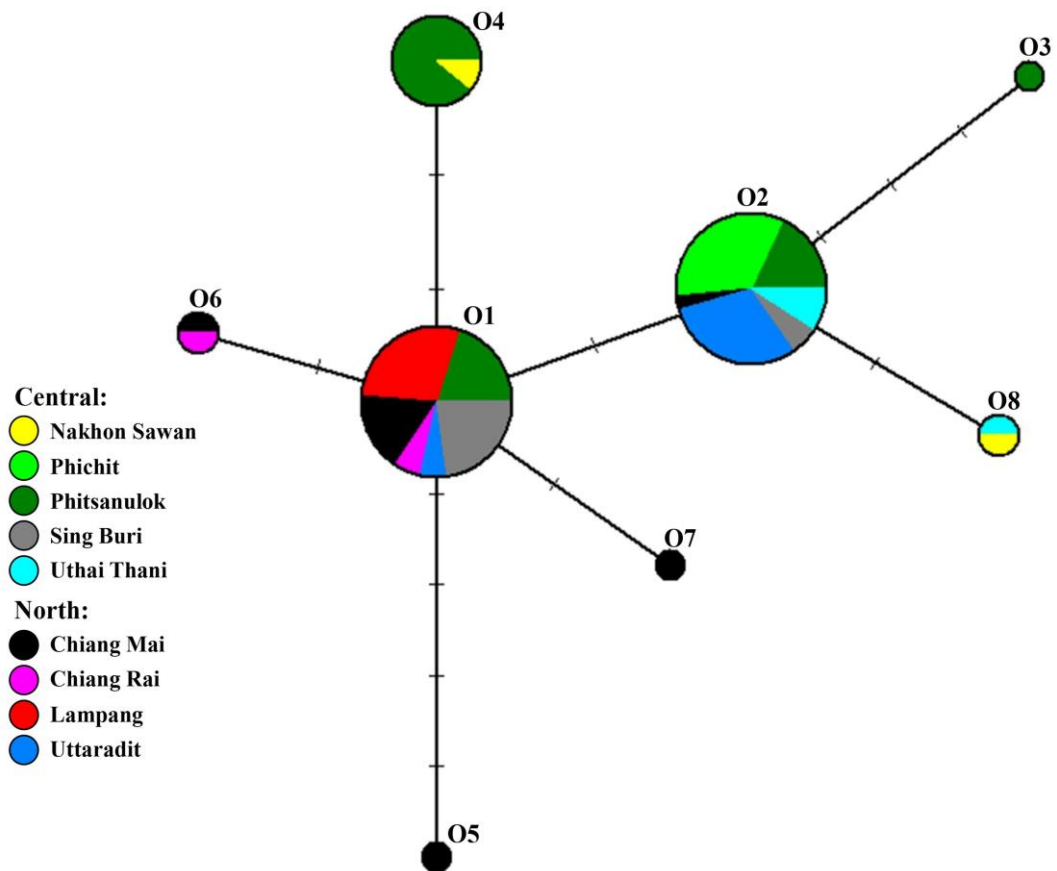 O4
O3
O2
O6
O1
O8
O7
O5
Central:
Nakhon Sawan
Phichit
Phitsanulok
Sing Buri
Uthai Thani
North:
Chiang Mai
Chiang Rai
Lampang
Uttaradit